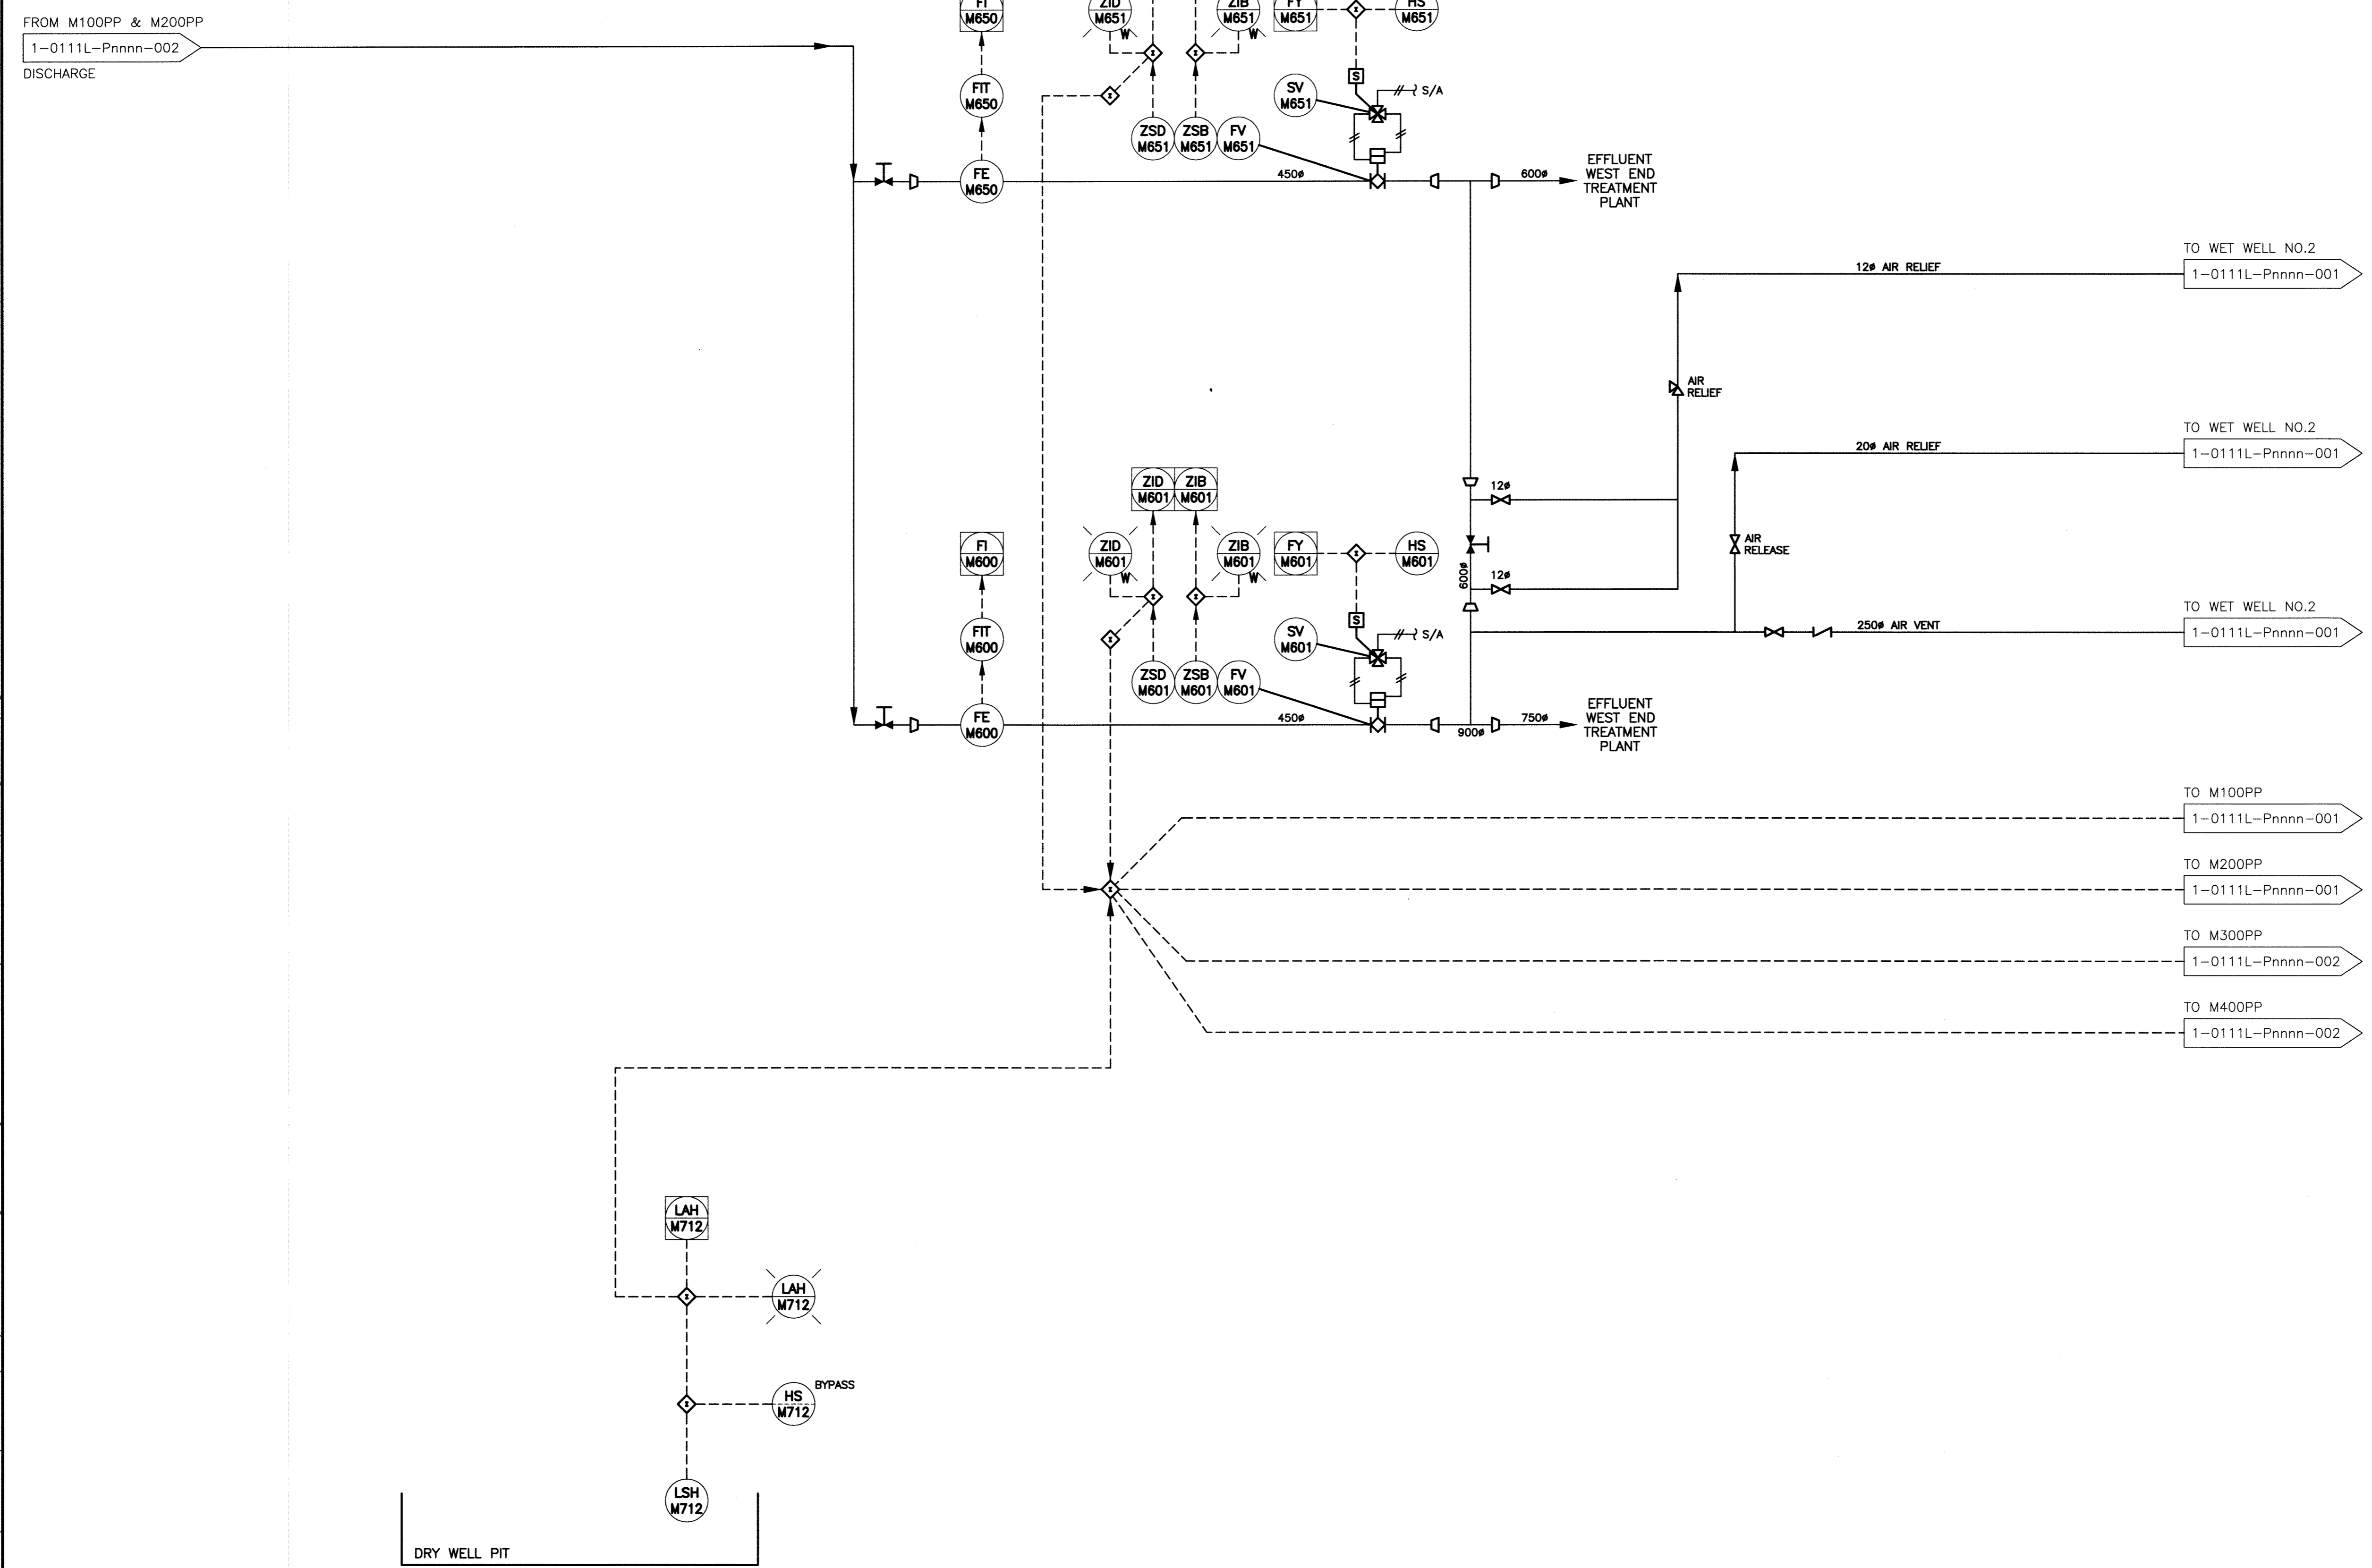 FROM M100PP & M200PP
1-0111L-Pnnnn-002
DISCHARGE
FI
M650
ZID
M651
W
ZIB
M651
W
FY
M651
HS
M651
FIT
M650
S
SV
M651
S/A
ZSD
M651
ZSB
M651
FV
M651
FE
M650
450ø
600ø
EFFLUENT
WEST END
TREATMENT
PLANT
TO WET WELL NO.2
12ø AIR RELIEF
1-0111L-Pnnnn-001
AIR
RELIEF
TO WET WELL NO.2
20ø AIR RELIEF
1-0111L-Pnnnn-001
ZID
M601
ZIB
M601
12ø
FI
M600
ZID
M601
W
ZIB
M601
W
FY
M601
HS
M601
AIR
RELEASE
600ø
12ø
FIT
M600
S
SV
M601
S/A
TO WET WELL NO.2
250ø AIR VENT
1-0111L-Pnnnn-001
ZSD
M601
ZSB
M601
FV
M601
FE
M600
450ø
900ø
750ø
EFFLUENT
WEST END
TREATMENT
PLANT
TO M100PP
1-0111L-Pnnnn-001
TO M200PP
1-0111L-Pnnnn-001
TO M300PP
1-0111L-Pnnnn-002
TO M400PP
1-0111L-Pnnnn-002
LAH
M712
LAH
M712
BYPASS
HS
M712
LSH
M712
DRY WELL PIT